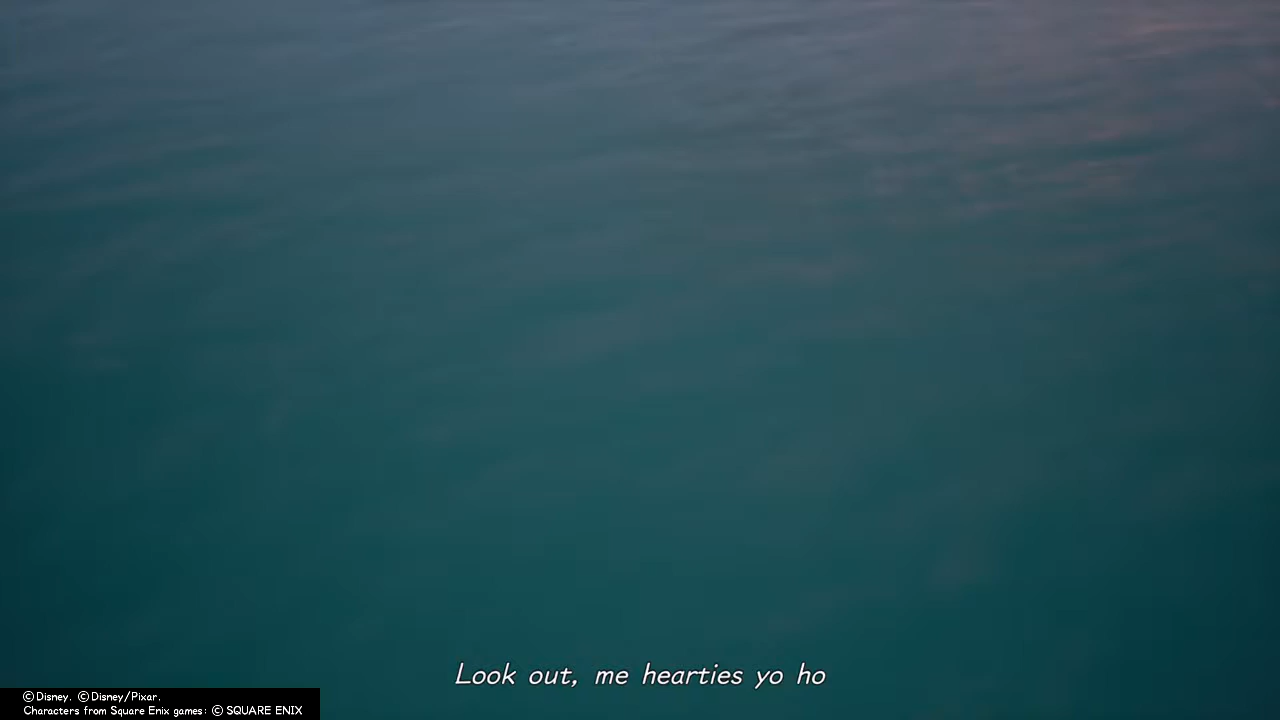 Look out, me hearties yo ho
©Disney. ©Disney/Pixar.
Characters from Square Enix games: © SQUARE ENIX